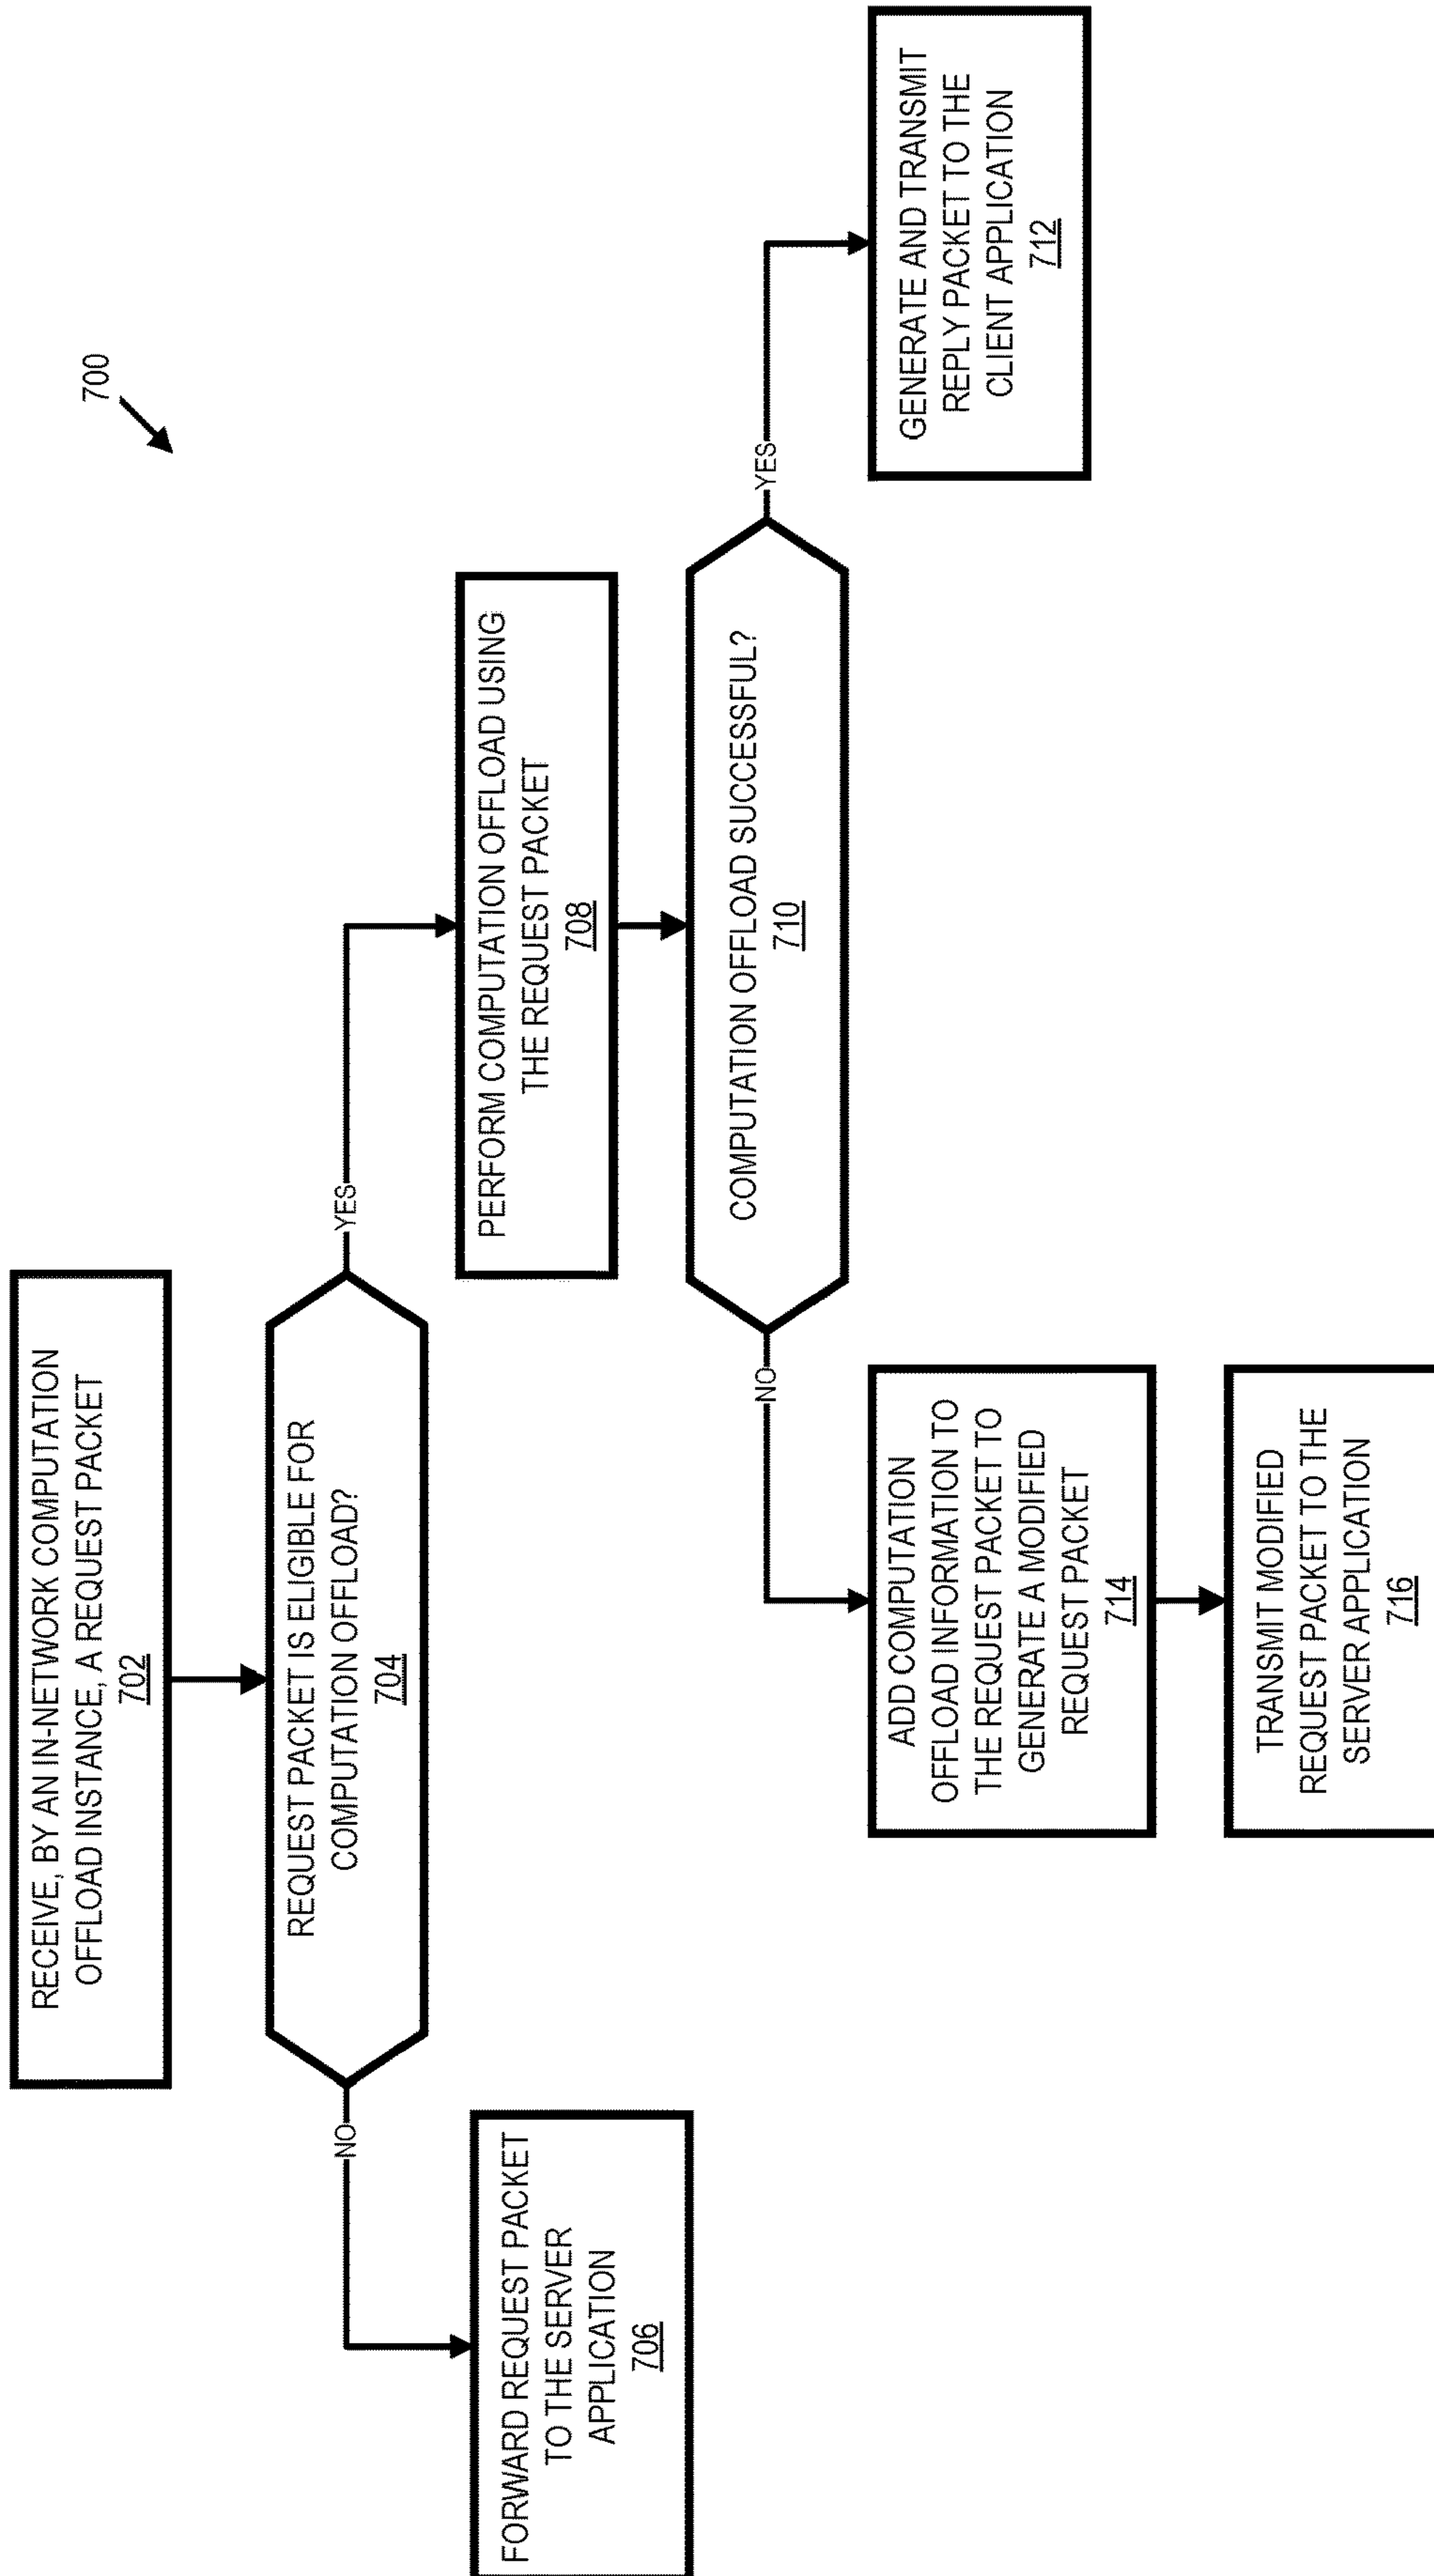 700
RECEIVE, BY AN IN-NETWORK COMPUTATION
OFFLOAD INSTANCE, A REQUEST PACKET
702
REQUEST PACKET IS ELIGIBLE FOR
COMPUTATION OFFLOAD?
704
NO
YES
FORWARD REQUEST PACKET
TO THE SERVER
APPLICATION
706
PERFORM COMPUTATION OFFLOAD USING
THE REQUEST PACKET
708
COMPUTATION OFFLOAD SUCCESSFUL?
710
NO
YES
ADD COMPUTATION
OFFLOAD INFORMATION TO
THE REQUEST PACKET TO
GENERATE A MODIFIED
REQUEST PACKET
714
GENERATE AND TRANSMIT
REPLY PACKET TO THE
CLIENT APPLICATION
712
TRANSMIT MODIFIED
REQUEST PACKET TO THE
SERVER APPLICATION
716